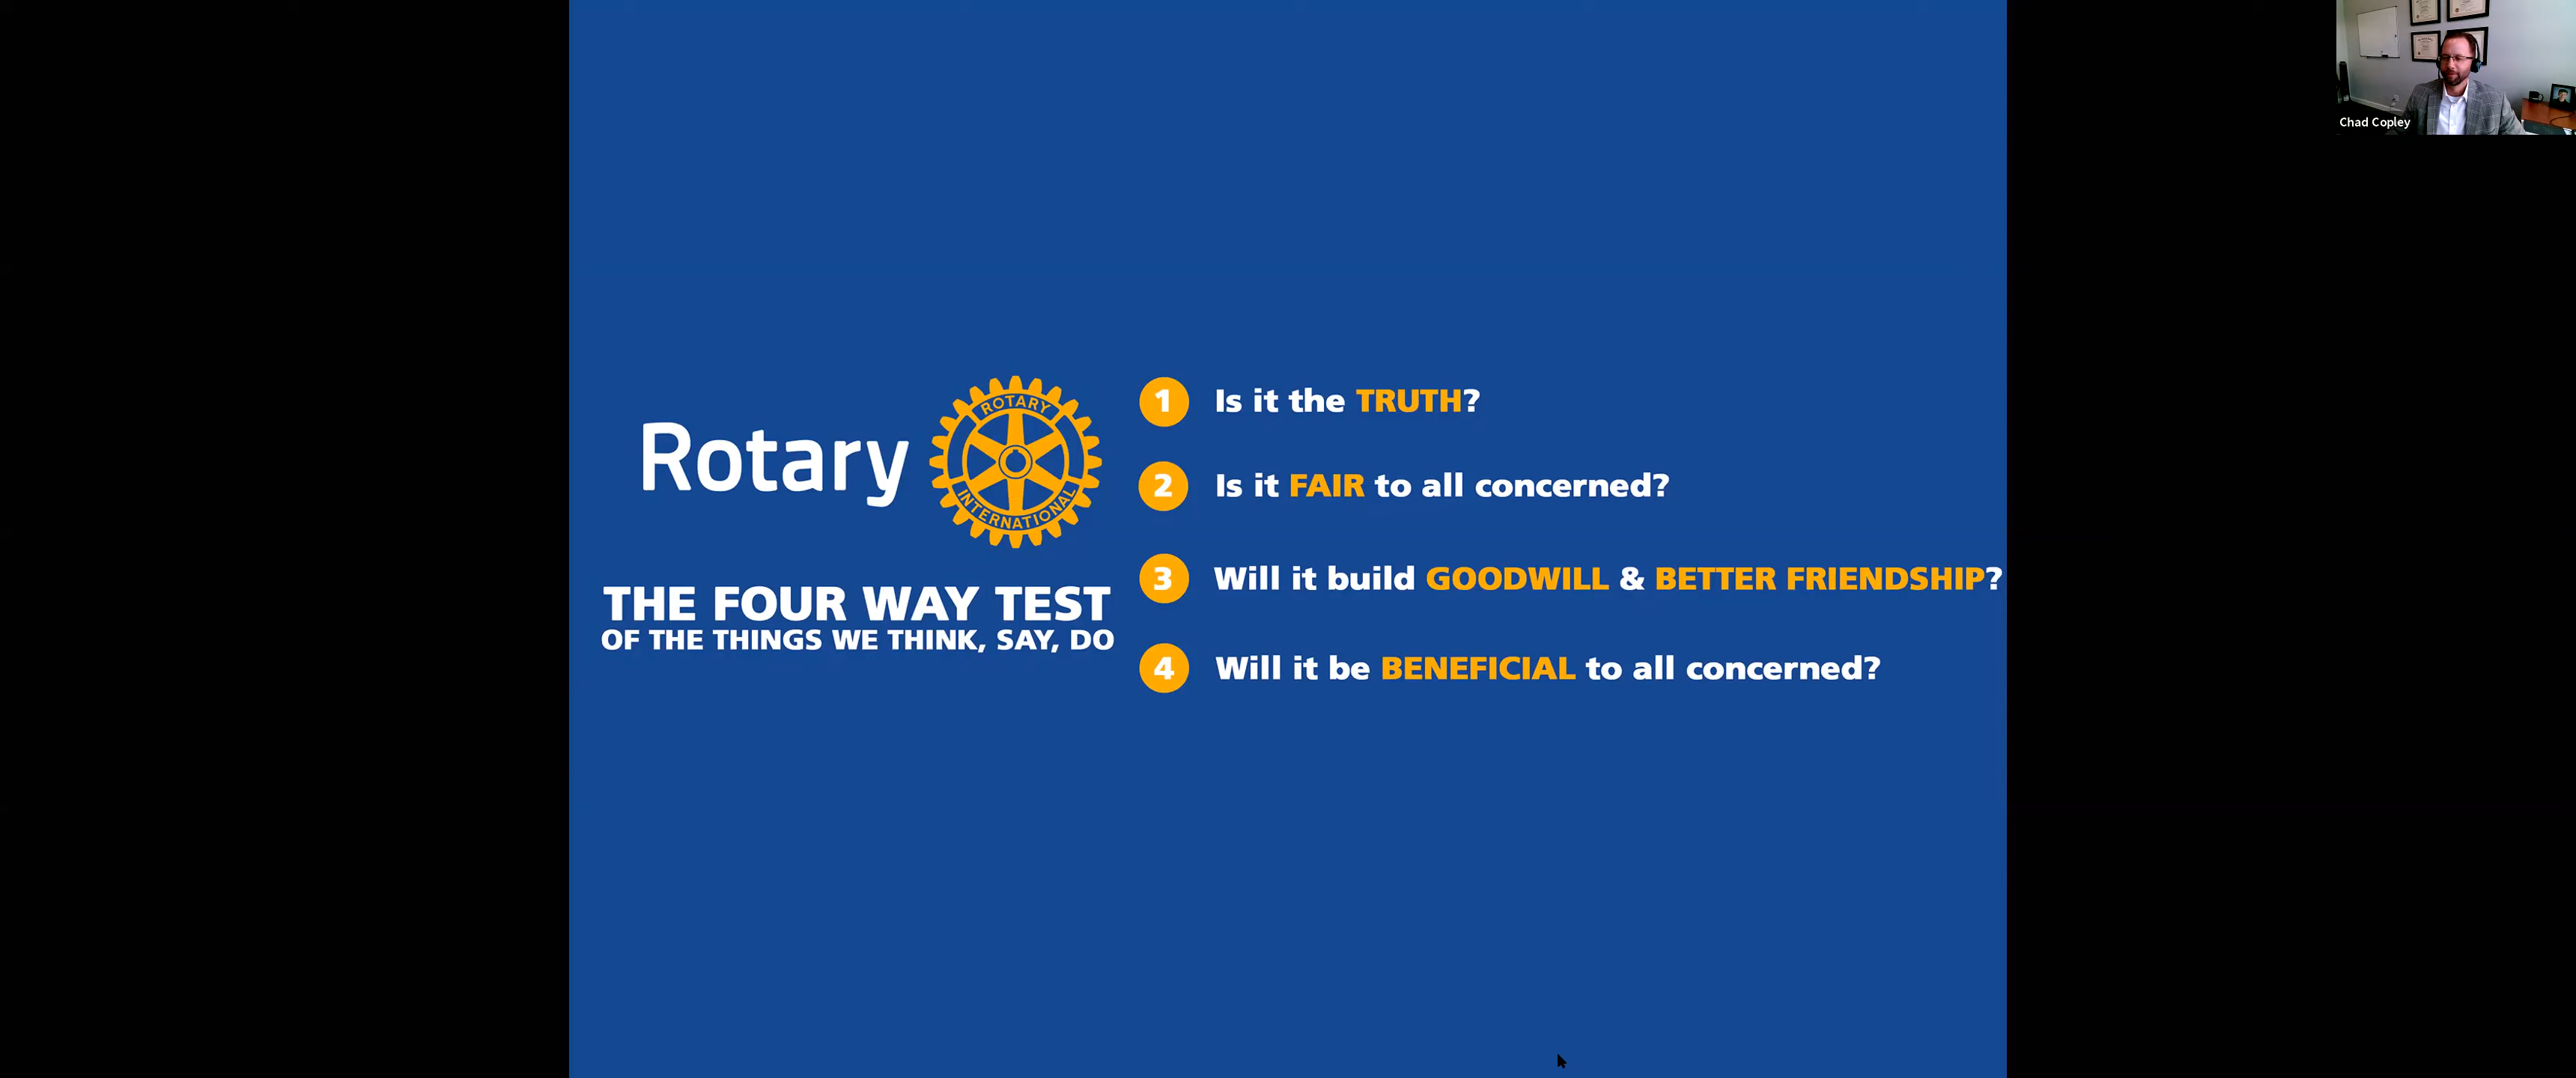 Rotary
ROTARY
INTERNATIONAL
THE FOUR WAY TEST
OF THE THINGS WE THINK, SAY, DO
1 Is it the TRUTH?
2 Is it FAIR to all concerned?
3 Will it build GOODWILL & BETTER FRIENDSHIP?
4 Will it be BENEFICIAL to all concerned?
Chad Copley